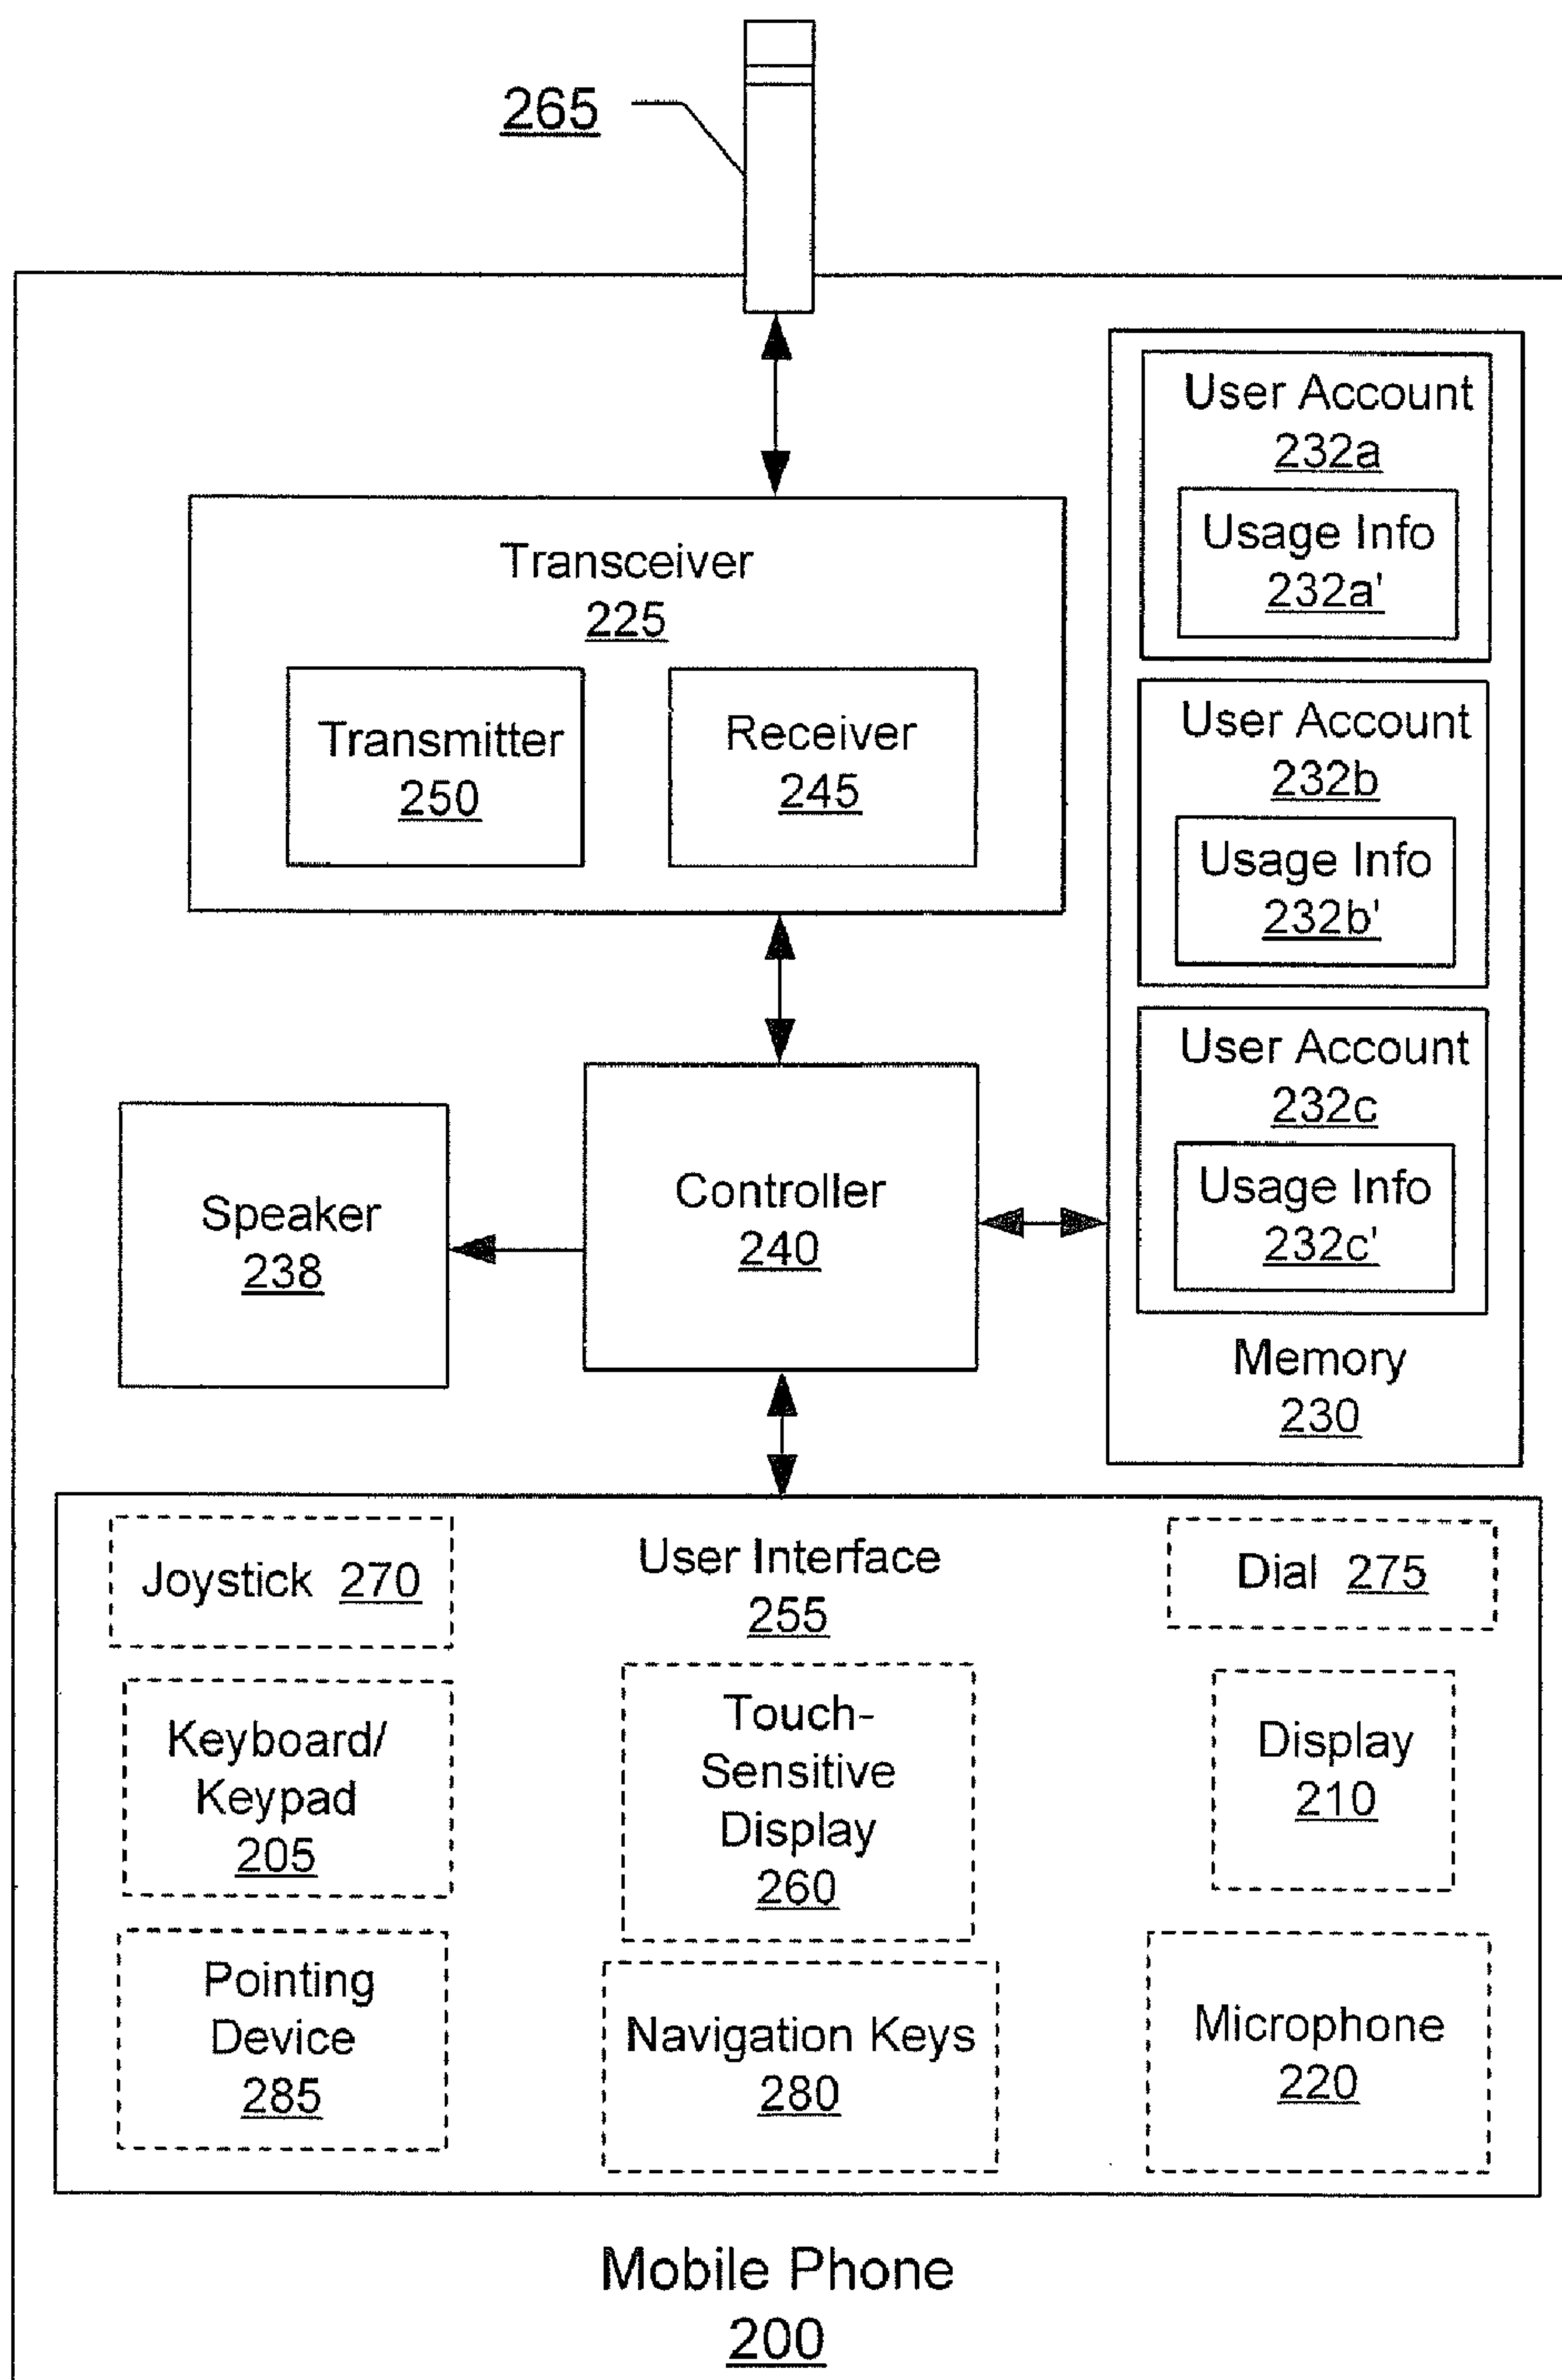 265
Transceiver
225
Transmitter
250
Receiver
245
User Account
232a
Usage Info
232a'
User Account
232b
Usage Info
232b'
User Account
232c
Usage Info
232c'
Memory
230
Speaker
238
Controller
240
User Interface
255
Joystick 270
Dial 275
Keyboard/
Keypad
205
Touch-
Sensitive
Display
260
Display
210
Pointing
Device
285
Navigation Keys
280
Microphone
220
Mobile Phone
200